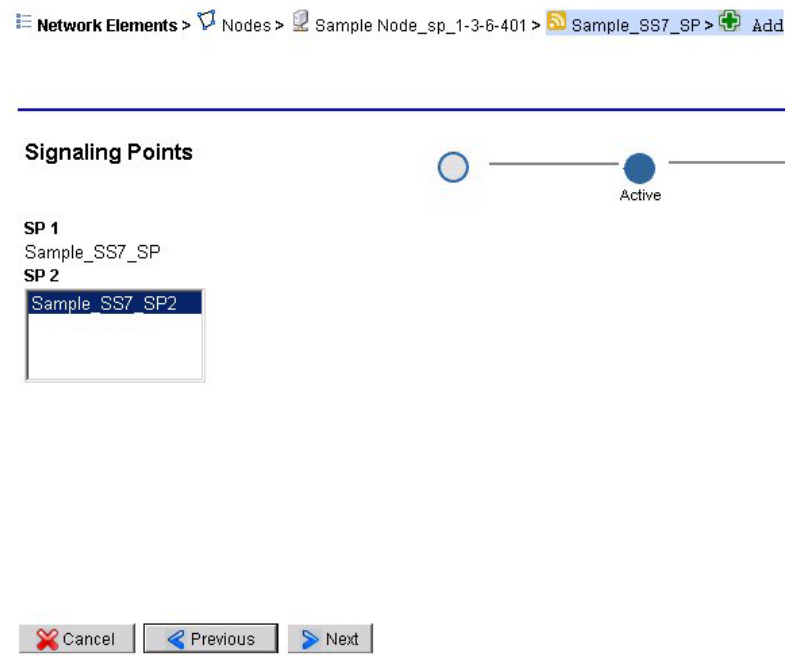 Network Elements > Nodes > Sample Node_sp_1-3-6-401 > Sample_SS7_SP > Add
Signaling Points
Active
SP 1
Sample_SS7_SP
SP 2
Sample_SS7_SP2
Cancel Previous Next